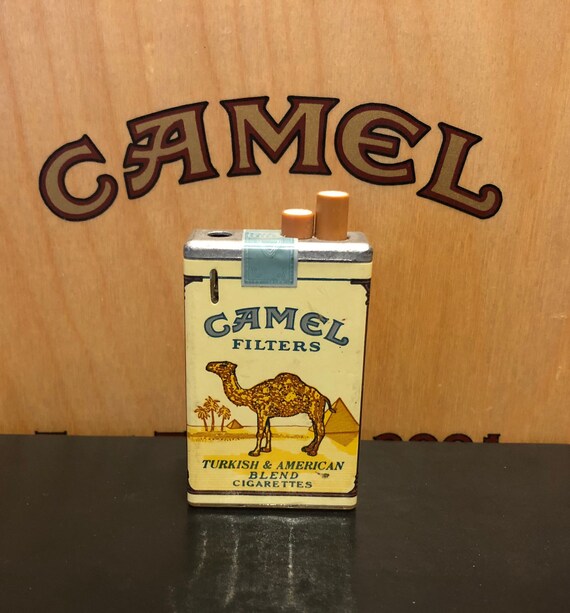 CAMEL
CAMEL
FILTERS
TURKISH & AMERICAN
BLEND
CIGARETTES